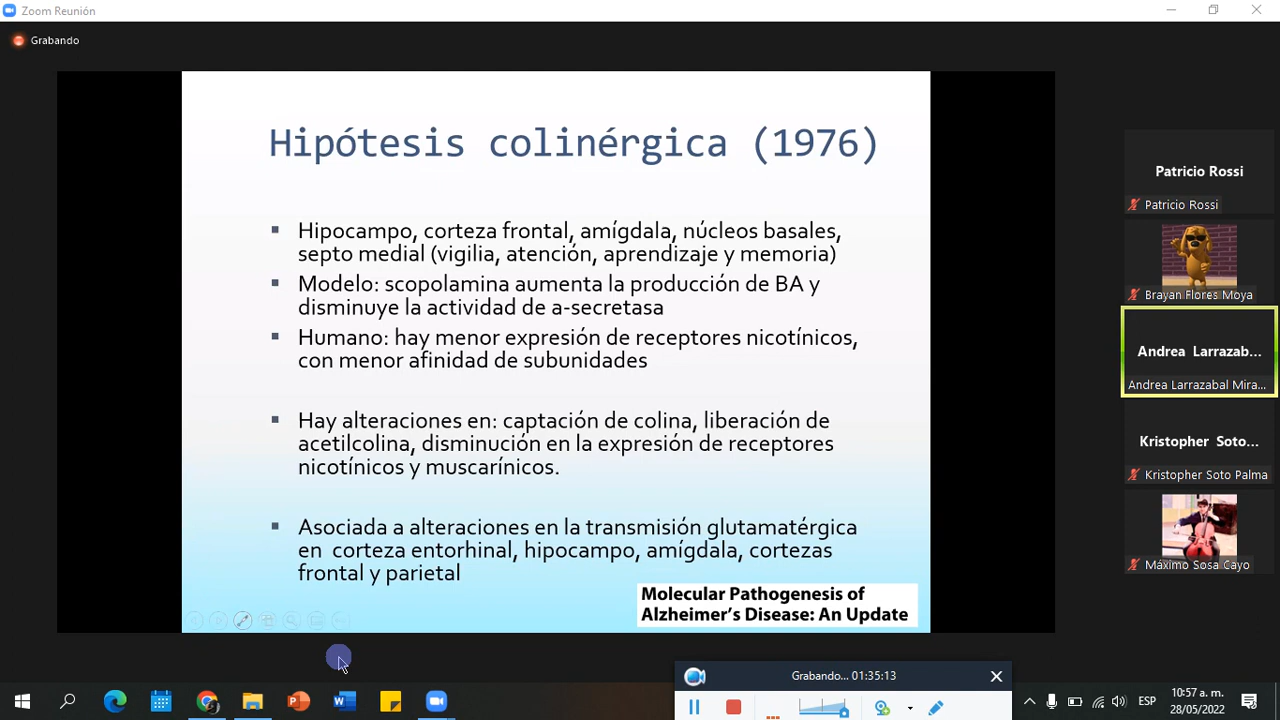 Zoom Reunión
Grabando
Hipótesis colinérgica (1976)
Hipocampo, corteza frontal, amígdala, núcleos basales,
septo medial (vigilia, atención, aprendizaje y memoria)
Modelo: scopolamina aumenta la producción de BA y
disminuye la actividad de a-secretasa
Humano: hay menor expresión de receptores nicotínicos,
con menor afinidad de subunidades
Hay alteraciones en: captación de colina, liberación de
acetilcolina, disminución en la expresión de receptores
nicotínicos y muscarínicos.
Asociada a alteraciones en la transmisión glutamatérgica
en corteza entorhinal, hipocampo, amígdala, cortezas
frontal y parietal
Molecular Pathogenesis of
Alzheimer's Disease: An Update
Patricio Rossi
Patricio Rossi
Brayan Flores Moya
Andrea Larrazab...
Andrea Larrazabal Mira...
Kristopher Soto...
Kristopher Soto Palma
Máximo Sosa Cayo
Grabando... 01:35:13
ESP
10:57 a. m.
28/05/2022